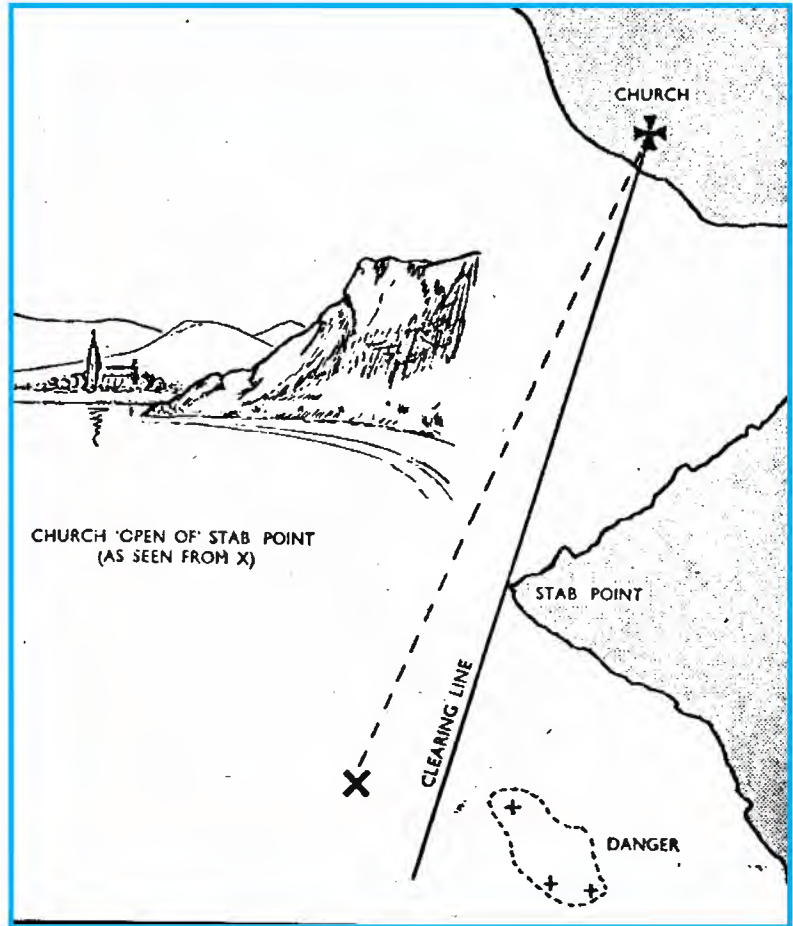 CHURCH
CHURCH 'OPEN OF' STAB POINT
(AS SEEN FROM X)
STAB POINT
CLEARING LINE
DANGER